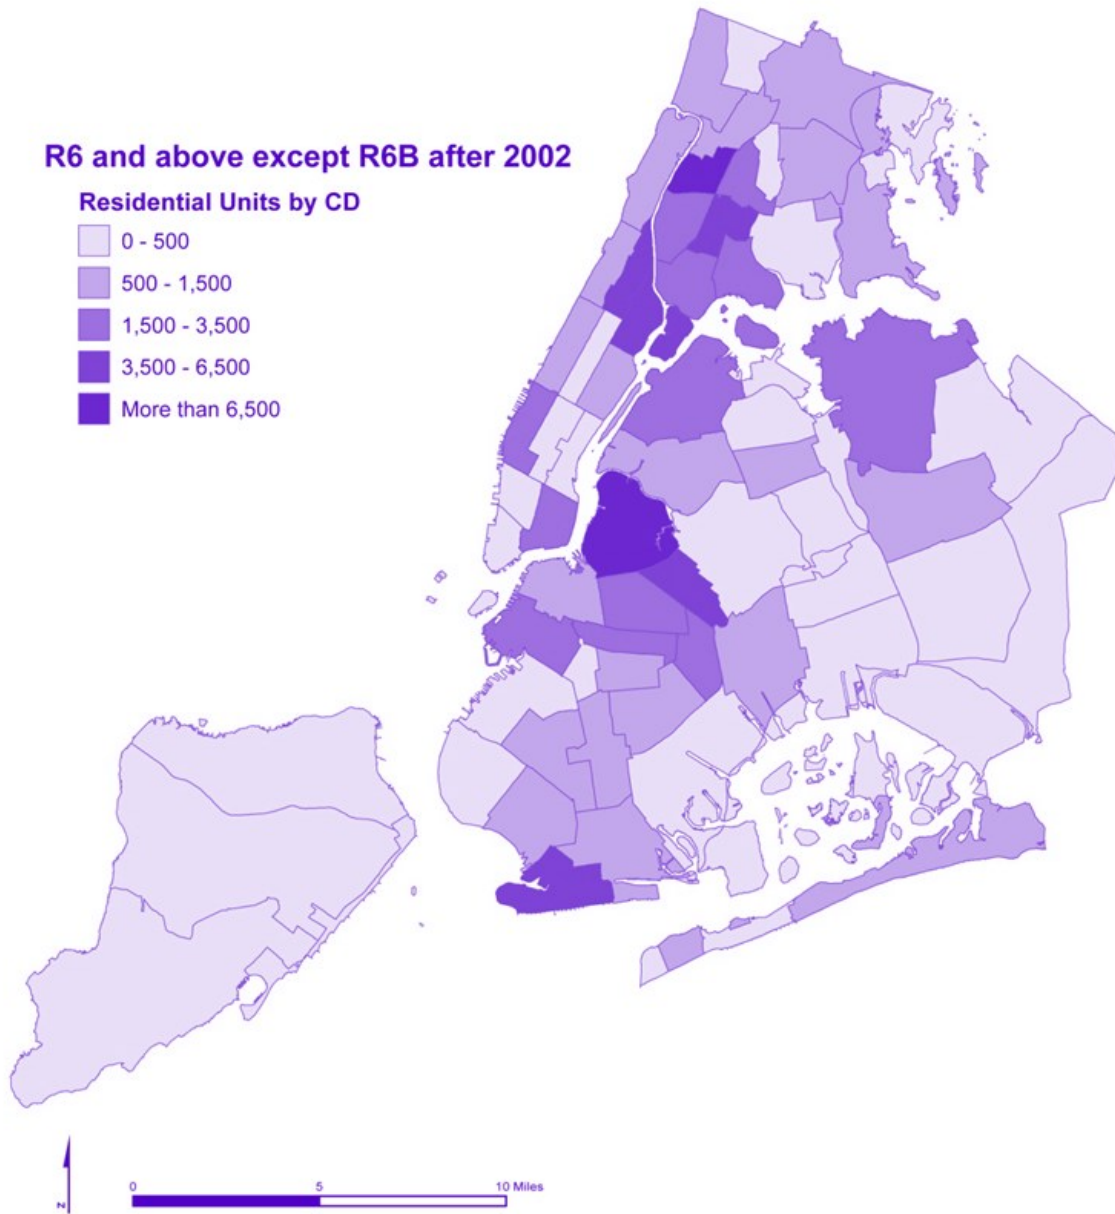 R6 and above except R6B after 2002
Residential Units by CD
0 - 500
500 - 1,500
1,500 - 3,500
3,500 - 6,500
More than 6,500
N
0 5 10 Miles